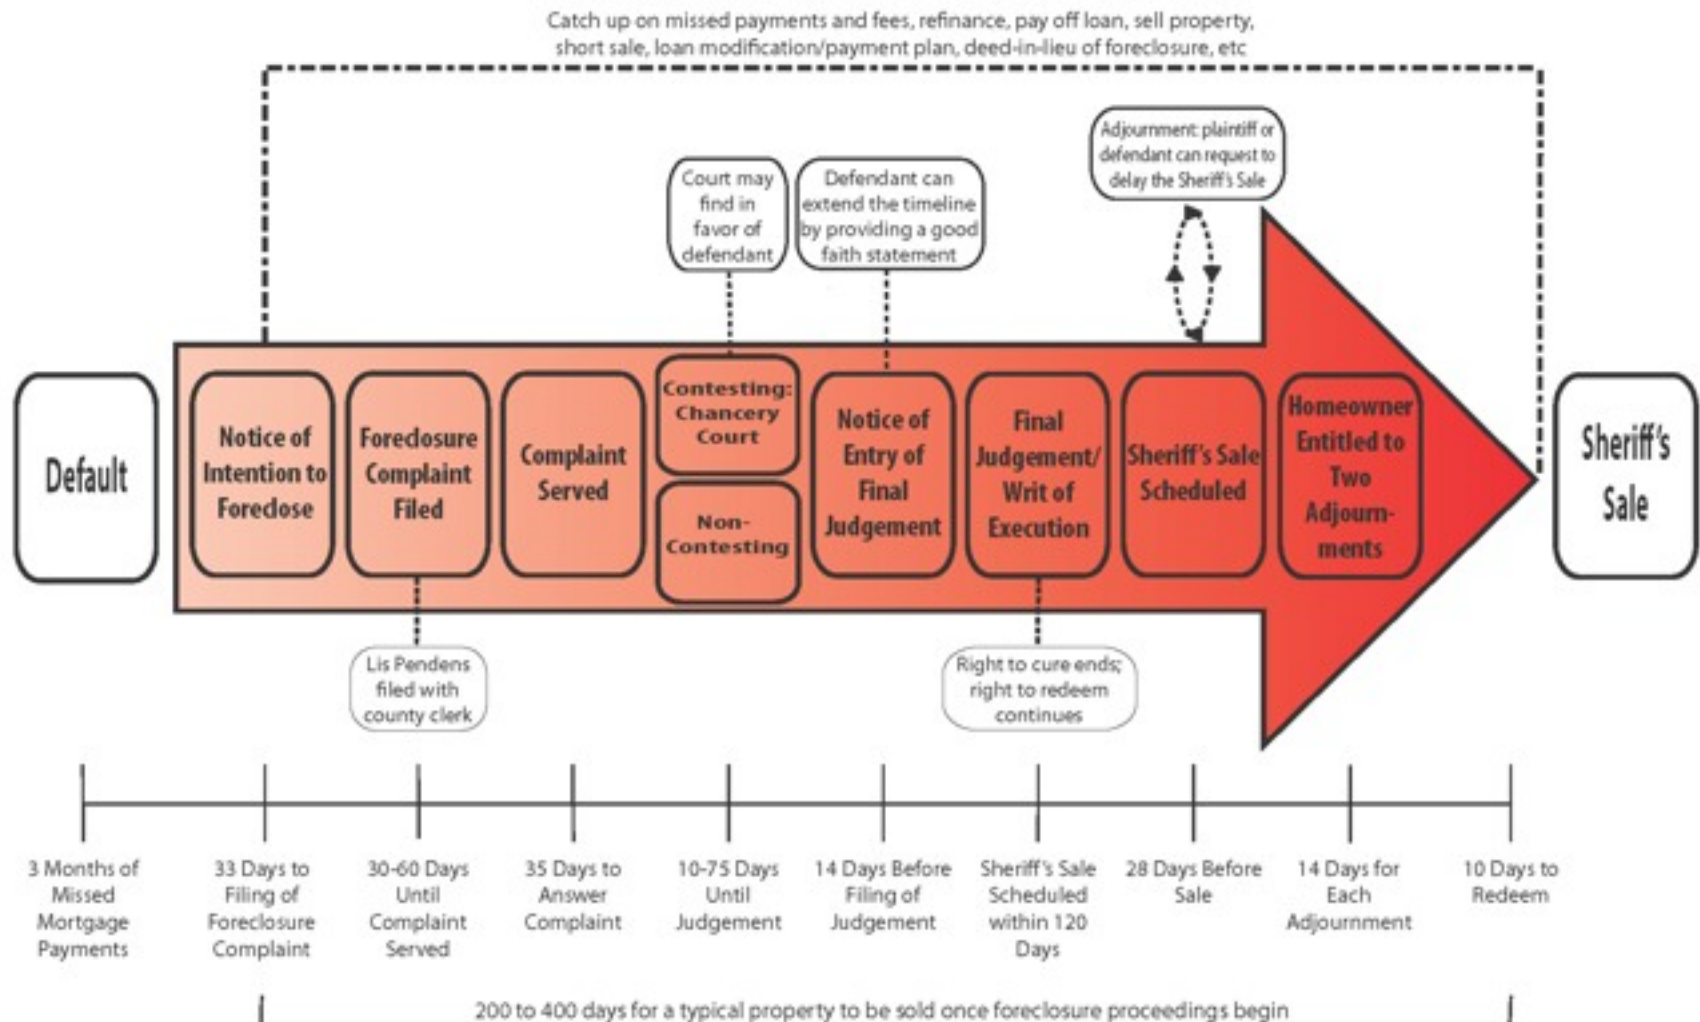 Catch up on missed payments and fees, refinance, pay off loan, sell property,
short sale, loan modification/payment plan, deed-in-lieu of foreclosure, etc
Adjournment: plaintiff or
defendant can request to
delay the Sheriff's Sale
Court may
find in
favor of
defendant
Defendant can
extend the timeline
by providing a good
faith statement
Default
Notice of
Intention to
Foreclose
Foreclosure
Complaint
Filed
Complaint
Served
Contesting:
Chancery
Court
Non-
Contesting
Notice of
Entry of
Final
Judgement
Final
Judgement/
Writ of
Execution
Sheriff's Sale
Scheduled
Homeowner
Entitled to
Two
Adjourn-
ments
Sheriff's
Sale
Lis Pendens
filed with
county clerk
Right to cure ends;
right to redeem
continues
3 Months of
Missed
Mortgage
Payments
33 Days to
Filing of
Foreclosure
Complaint
30-60 Days
Until
Complaint
Served
35 Days to
Answer
Complaint
10-75 Days
Until
Judgement
14 Days Before
Filing of
Judgement
Sheriff's Sale
Scheduled
within 120
Days
28 Days Before
Sale
14 Days for
Each
Adjournment
10 Days to
Redeem
200 to 400 days for a typical property to be sold once foreclosure proceedings begin